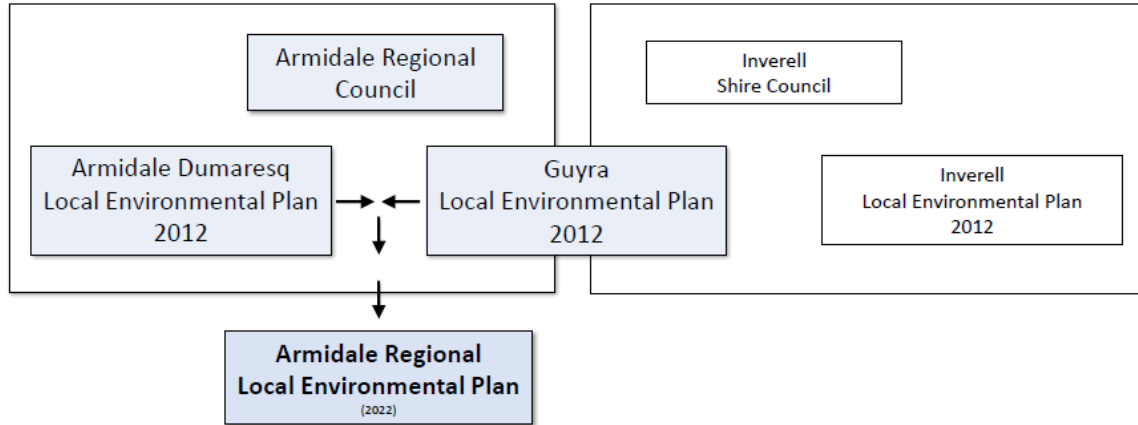 Armidale Regional
Council
Inverell
Shire Council
Armidale Dumaresq
Local Environmental Plan
2012
Guyra
Local Environmental Plan
2012
Inverell
Local Environmental Plan
2012
Armidale Regional
Local Environmental Plan
(2022)